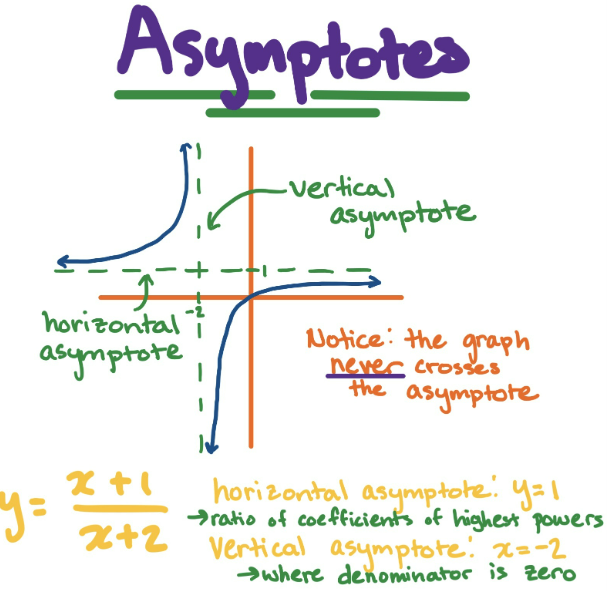 Asymptotes
vertical
asymptote
1
-2
horizontal
asymptote
Notice: the graph
never crosses
the asymptote
y = x+1 / x+2
horizontal asymptote: y=1
→ratio of coefficients of highest powers
Vertical asymptote: x=-2
→where denominator is zero